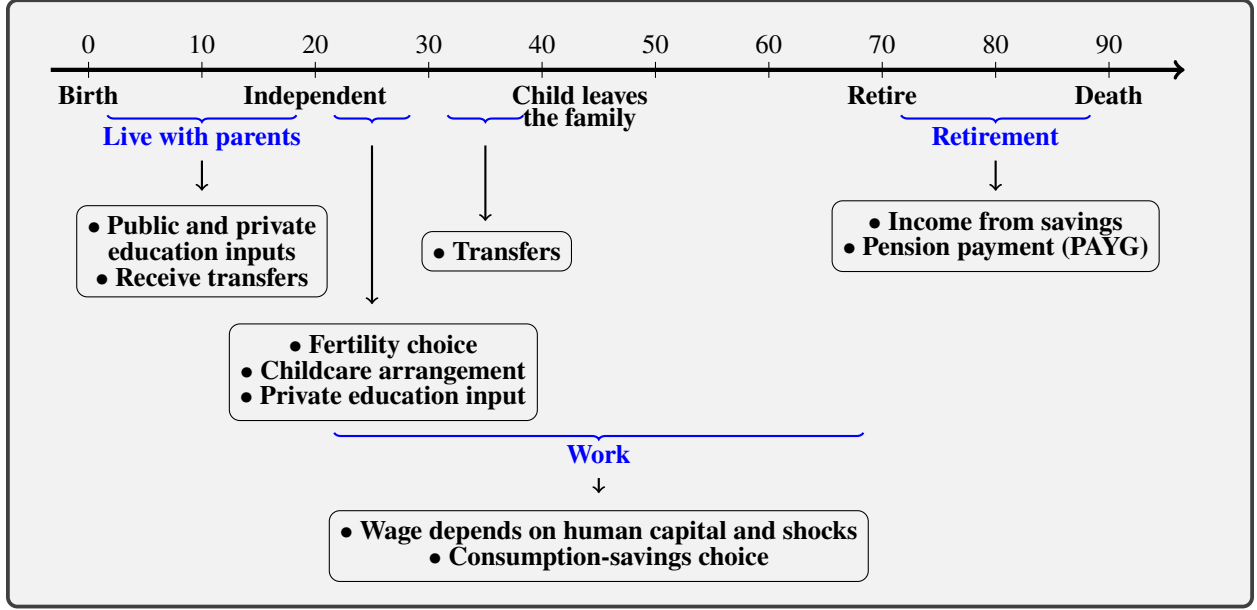 0 10 20 30 40 50 60 70 80 90
Birth Independent Child leaves Retire Death
the family
Live with parents Retirement
• Public and private
education inputs
• Receive transfers
• Transfers
• Income from savings
• Pension payment (PAYG)
• Fertility choice
• Childcare arrangement
• Private education input
Work
• Wage depends on human capital and shocks
• Consumption-savings choice